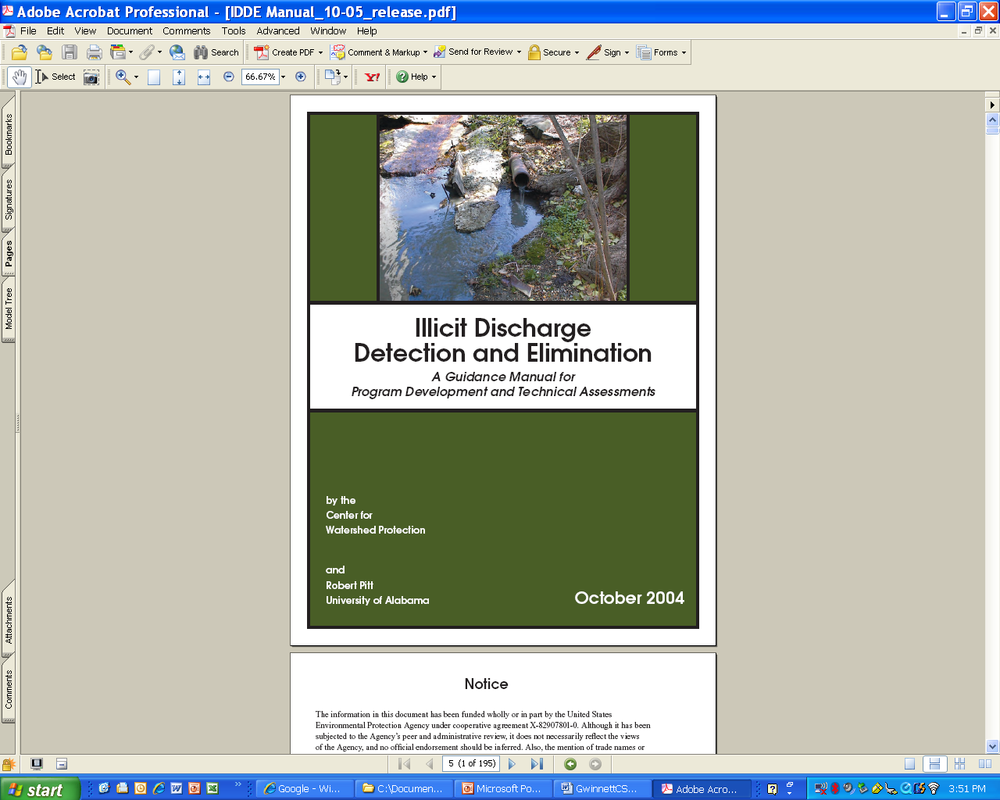 Adobe Acrobat Professional - [IDDE Manual_10-05_release.pdf]
File Edit View Document Comments Tools Advanced Window Help
Search Create PDF Comment & Markup Send for Review Secure Sign Forms
Select 66.67% Y! Help
Bookmarks
Signatures
Pages
Model Tree
Attachments
Comments
Illicit Discharge
Detection and Elimination
A Guidance Manual for
Program Development and Technical Assessments
by the
Center for
Watershed Protection
and
Robert Pitt
University of Alabama
October 2004
Notice
The information in this document has been funded wholly or in part by the United States
Environmental Protection Agency under cooperative agreement X-82907801-0. Although it has been
subjected to the Agency's peer and administrative review, it does not necessarily reflect the views
of the Agency, and no official endorsement should be inferred. Also, the mention of trade names or
5 (1 of 195)
start Google - Wi... C:\Documen... Microsoft Po... GwinnettCS... Adobe Acro... 3:51 PM